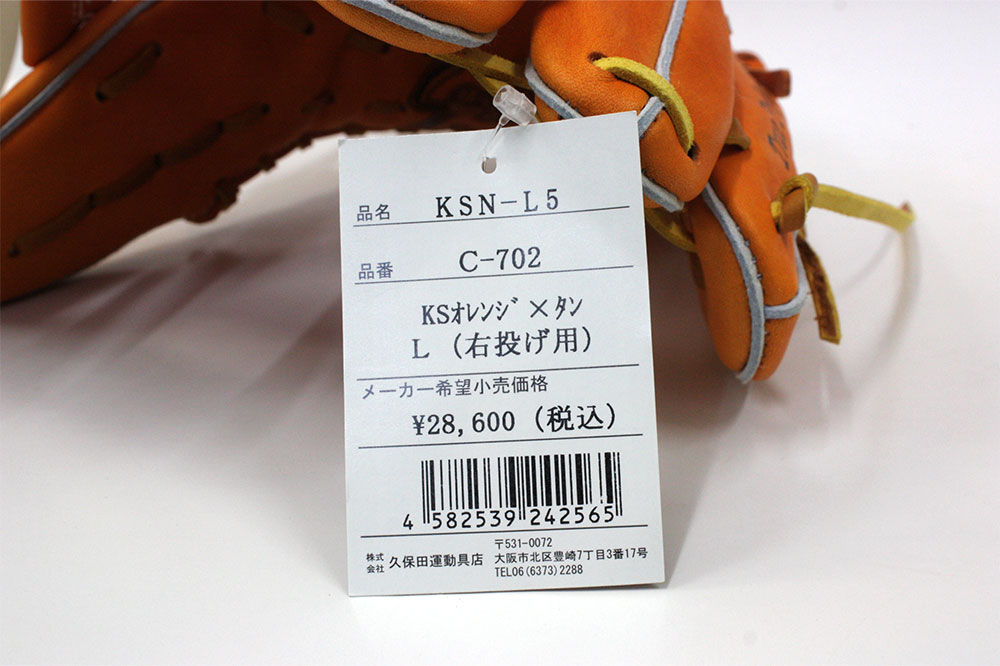 品名 KSN-L5
品番 C-702
KSｵﾚﾝｼﾞ×ﾀﾝ
L (右投げ用)
メーカー希望小売価格
¥28,600 (税込)
4 582539 242565
株式会社 久保田運動具店
〒531-0072
大阪市北区豊崎7丁目3番17号
TEL06(6373)2288